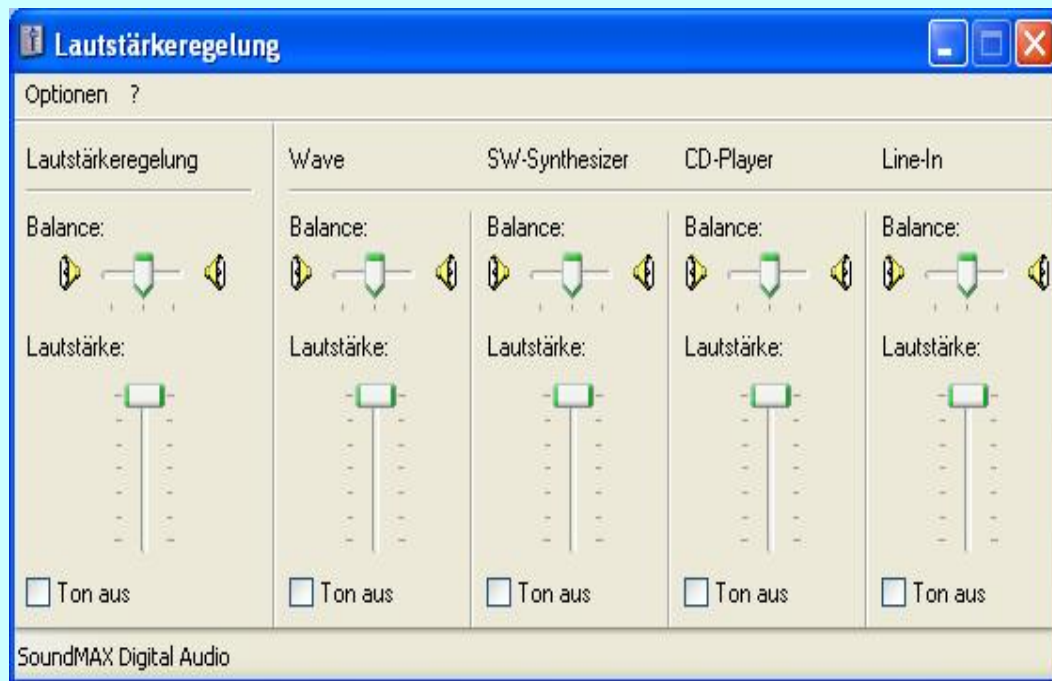 Lautstärkeregelung
Optionen ?
Lautstärkeregelung Wave SW-Synthesizer CD-Player Line-In
Balance: Balance: Balance: Balance: Balance:
Lautstärke: Lautstärke: Lautstärke: Lautstärke: Lautstärke:
Ton aus Ton aus Ton aus Ton aus Ton aus
SoundMAX Digital Audio